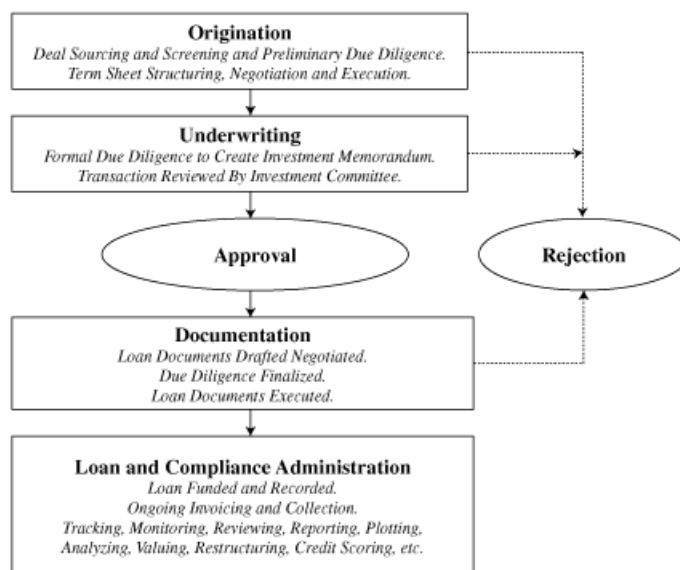 Origination
Deal Sourcing and Screening and Preliminary Due Diligence.
Term Sheet Structuring, Negotiation and Execution.
Underwriting
Formal Due Diligence to Create Investment Memorandum.
Transaction Reviewed By Investment Committee.
Approval
Rejection
Documentation
Loan Documents Drafted Negotiated.
Due Diligence Finalized.
Loan Documents Executed.
Loan and Compliance Administration
Loan Funded and Recorded.
Ongoing Invoicing and Collection.
Tracking, Monitoring, Reviewing, Reporting, Plotting,
Analyzing, Valuing, Restructuring, Credit Scoring, etc.